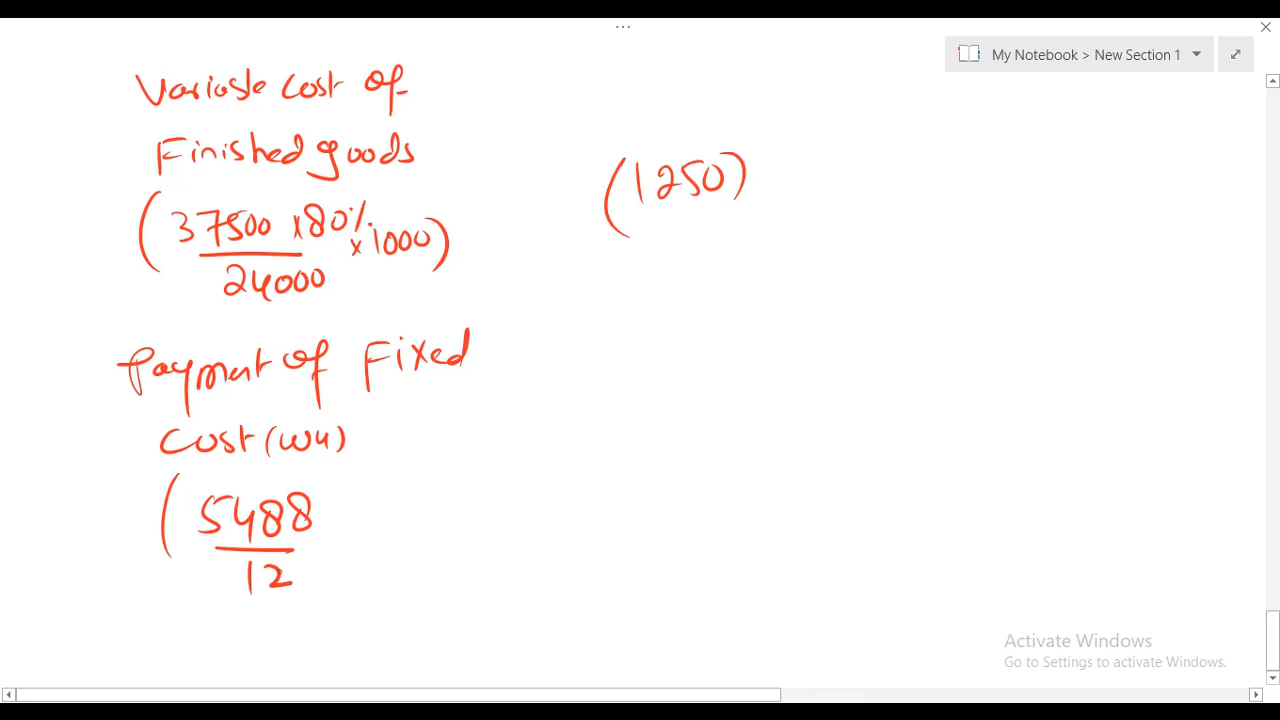 ...
My Notebook > New Section 1
Variable Cost of
Finished goods
(1250)
(37500 x 80% x 1000)
24000
Payment of Fixed
Cost (W4)
(5488
12
Activate Windows
Go to Settings to activate Windows.